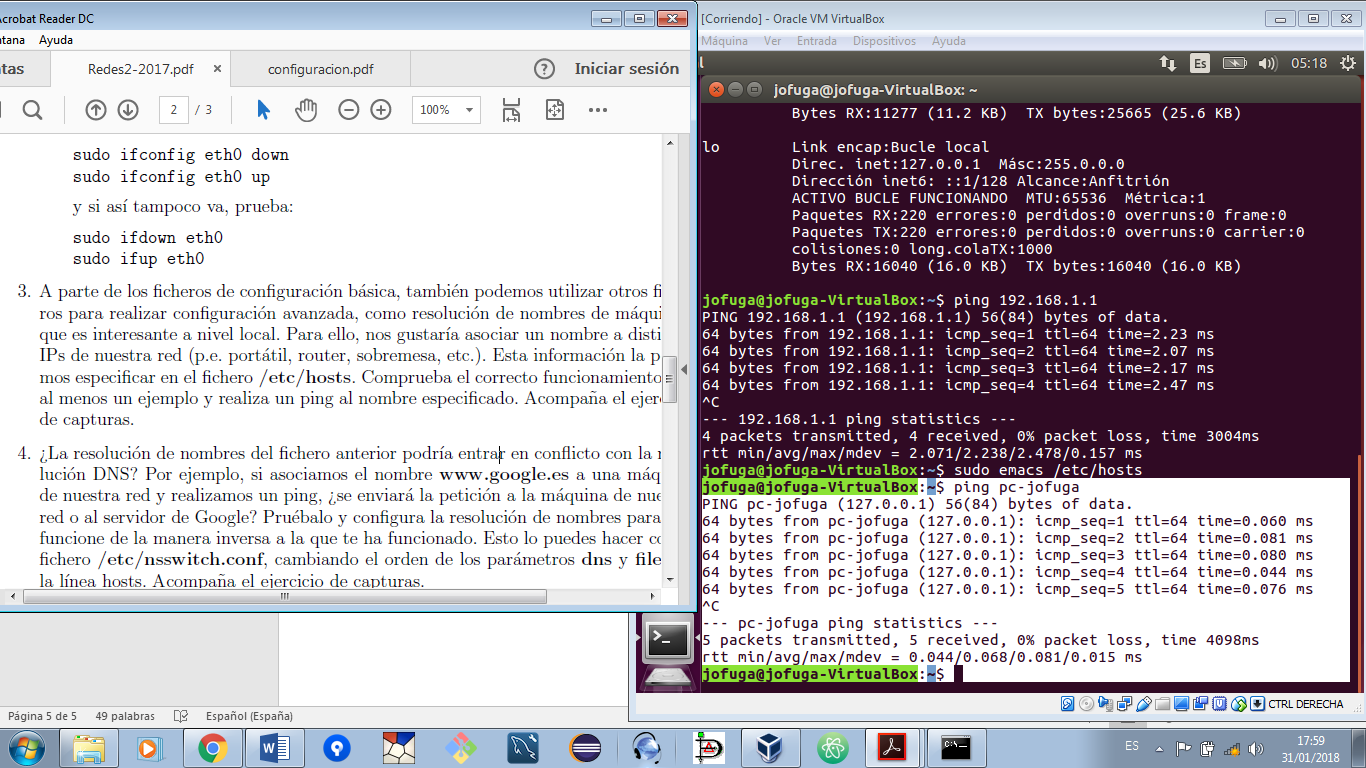 Acrobat Reader DC
ntana Ayuda
ntas Redes2-2017.pdf × configuracion.pdf ? Iniciar sesión
2 / 3 100%
sudo ifconfig eth0 down
sudo ifconfig eth0 up
y si así tampoco va, prueba:
sudo ifdown eth0
sudo ifup eth0
3. A parte de los ficheros de configuración básica, también podemos utilizar otros fi
ros para realizar configuración avanzada, como resolución de nombres de máqui
que es interesante a nivel local. Para ello, nos gustaría asociar un nombre a disti
IPs de nuestra red (p.e. portátil, router, sobremesa, etc.). Esta información la p
mos especificar en el fichero /etc/hosts. Comprueba el correcto funcionamiento
al menos un ejemplo y realiza un ping al nombre especificado. Acompaña el ejer
de capturas.
4. ¿La resolución de nombres del fichero anterior podría entrar en conflicto con la r
lución DNS? Por ejemplo, si asociamos el nombre www.google.es a una máq
de nuestra red y realizamos un ping, ¿se enviará la petición a la máquina de nue
red o al servidor de Google? Pruébalo y configura la resolución de nombres para
funcione de la manera inversa a la que te ha funcionado. Esto lo puedes hacer co
fichero /etc/nsswitch.conf, cambiando el orden de los parámetros dns y file
la línea hosts. Acompaña el ejercicio de capturas.
Página 5 de 5 49 palabras Español (España)
[Corriendo] - Oracle VM VirtualBox
Máquina Ver Entrada Dispositivos Ayuda
l Es 05:18
jofuga@jofuga-VirtualBox: ~
Bytes RX:11277 (11.2 KB) TX bytes:25665 (25.6 KB)
lo Link encap:Bucle local
Direc. inet:127.0.0.1 Másc:255.0.0.0
Dirección inet6: ::1/128 Alcance:Anfitrión
ACTIVO BUCLE FUNCIONANDO MTU:65536 Métrica:1
Paquetes RX:220 errores:0 perdidos:0 overruns:0 frame:0
Paquetes TX:220 errores:0 perdidos:0 overruns:0 carrier:0
colisiones:0 long.colaTX:1000
Bytes RX:16040 (16.0 KB) TX bytes:16040 (16.0 KB)
jofuga@jofuga-VirtualBox:~$ ping 192.168.1.1
PING 192.168.1.1 (192.168.1.1) 56(84) bytes of data.
64 bytes from 192.168.1.1: icmp_seq=1 ttl=64 time=2.23 ms
64 bytes from 192.168.1.1: icmp_seq=2 ttl=64 time=2.07 ms
64 bytes from 192.168.1.1: icmp_seq=3 ttl=64 time=2.17 ms
64 bytes from 192.168.1.1: icmp_seq=4 ttl=64 time=2.47 ms
^C
--- 192.168.1.1 ping statistics ---
4 packets transmitted, 4 received, 0% packet loss, time 3004ms
rtt min/avg/max/mdev = 2.071/2.238/2.478/0.157 ms
jofuga@jofuga-VirtualBox:~$ sudo emacs /etc/hosts
jofuga@jofuga-VirtualBox:~$ ping pc-jofuga
PING pc-jofuga (127.0.0.1) 56(84) bytes of data.
64 bytes from pc-jofuga (127.0.0.1): icmp_seq=1 ttl=64 time=0.060 ms
64 bytes from pc-jofuga (127.0.0.1): icmp_seq=2 ttl=64 time=0.081 ms
64 bytes from pc-jofuga (127.0.0.1): icmp_seq=3 ttl=64 time=0.080 ms
64 bytes from pc-jofuga (127.0.0.1): icmp_seq=4 ttl=64 time=0.044 ms
64 bytes from pc-jofuga (127.0.0.1): icmp_seq=5 ttl=64 time=0.076 ms
^C
--- pc-jofuga ping statistics ---
5 packets transmitted, 5 received, 0% packet loss, time 4098ms
rtt min/avg/max/mdev = 0.044/0.068/0.081/0.015 ms
jofuga@jofuga-VirtualBox:~$
CTRL DERECHA
ES 17:59
31/01/2018